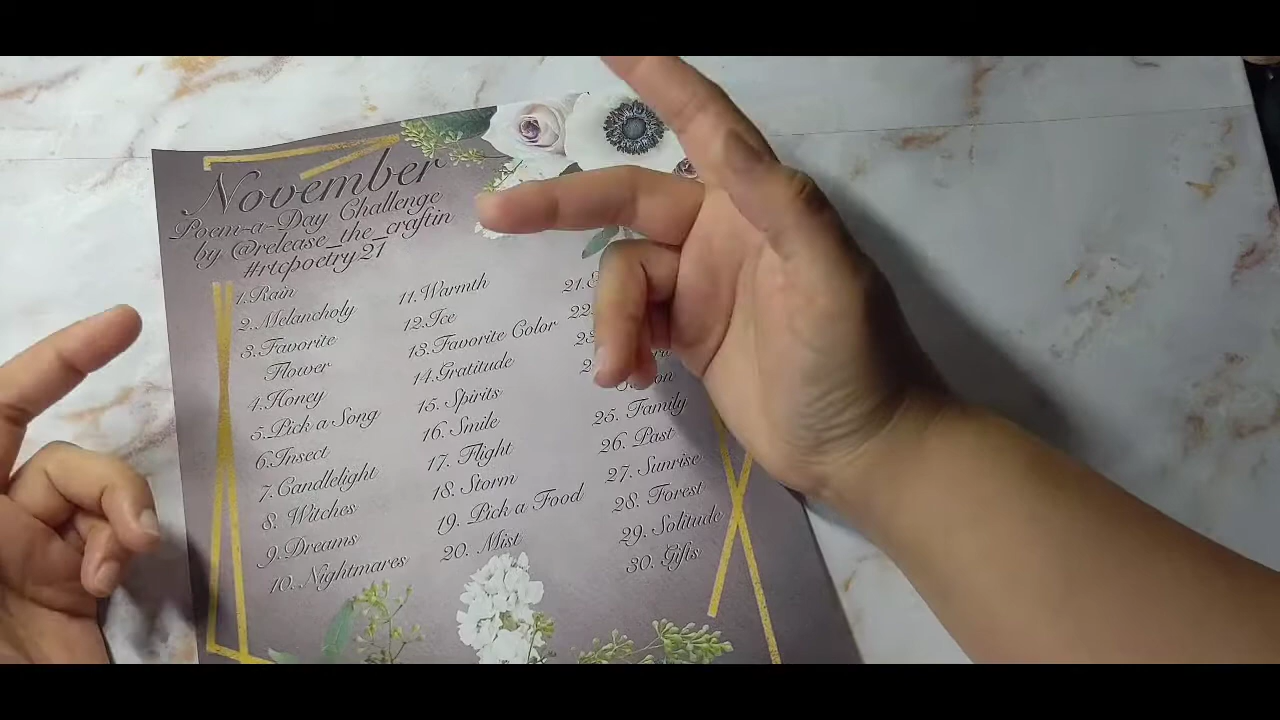 November
Poem-a-Day Challenge
by @release_the_craftin
#rtcpoetry21
1.Rain
2.Melancholy
3.Favorite
Flower
4.Honey
5.Pick a Song
6.Insect
7.Candlelight
8. Witches
9.Dreams
10. Nightmares
11.Warmth
12.Ice
13.Favorite Color
14.Gratitude
15. Spirits
16. Smile
17. Flight
18. Storm
19. Pick a Food
20. Mist
21.
22
23
25. Family
26. Past
27. Sunrise
28. Forest
29. Solitude
30. Gifts